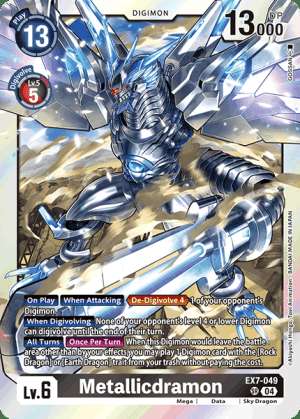 Play
13
DIGIMON
13000
DP
Digivolve
Lv.5
5
On Play When Attacking De-Digivolve 4 1 of your opponent's
Digimon.
When Digivolving None of your opponent's level 4 or lower Digimon
can digivolve until the end of their turn.
All Turns Once Per Turn When this Digimon would leave the battle
area other than by your effects, you may play 1 Digimon card with the [Rock
Dragon] or [Earth Dragon] trait from your trash without paying the cost.
EX7-049
Lv.6
Metallicdramon
SR 04
Mega Data Sky Dragon